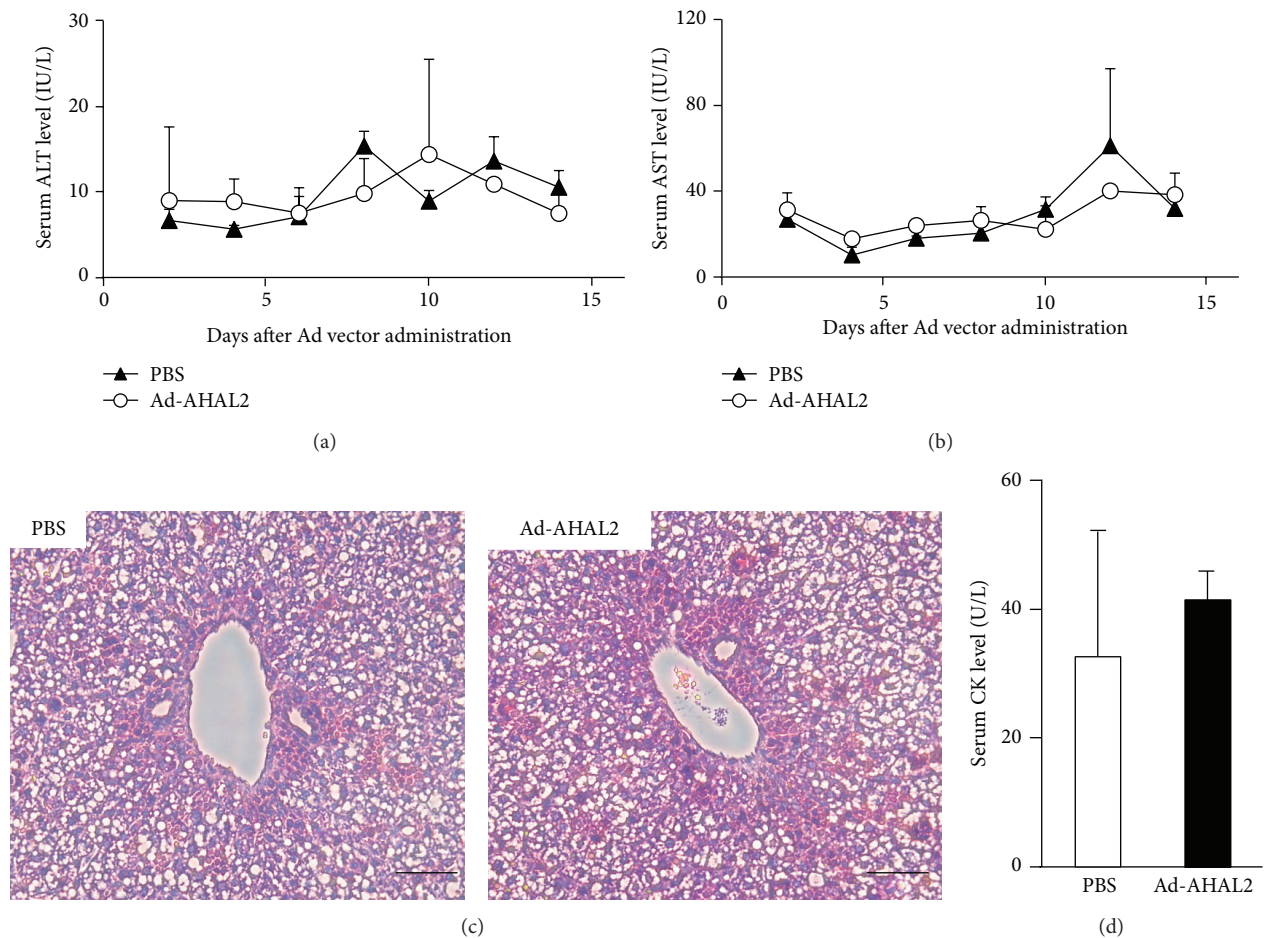 30
20
10
0
Serum ALT level (IU/L)
0 5 10 15
Days after Ad vector administration
PBS
Ad-AHAL2
(a)
120
80
40
0
Serum AST level (IU/L)
0 5 10 15
Days after Ad vector administration
PBS
Ad-AHAL2
(b)
PBS
Ad-AHAL2
(c)
60
40
20
0
Serum CK level (U/L)
PBS Ad-AHAL2
(d)